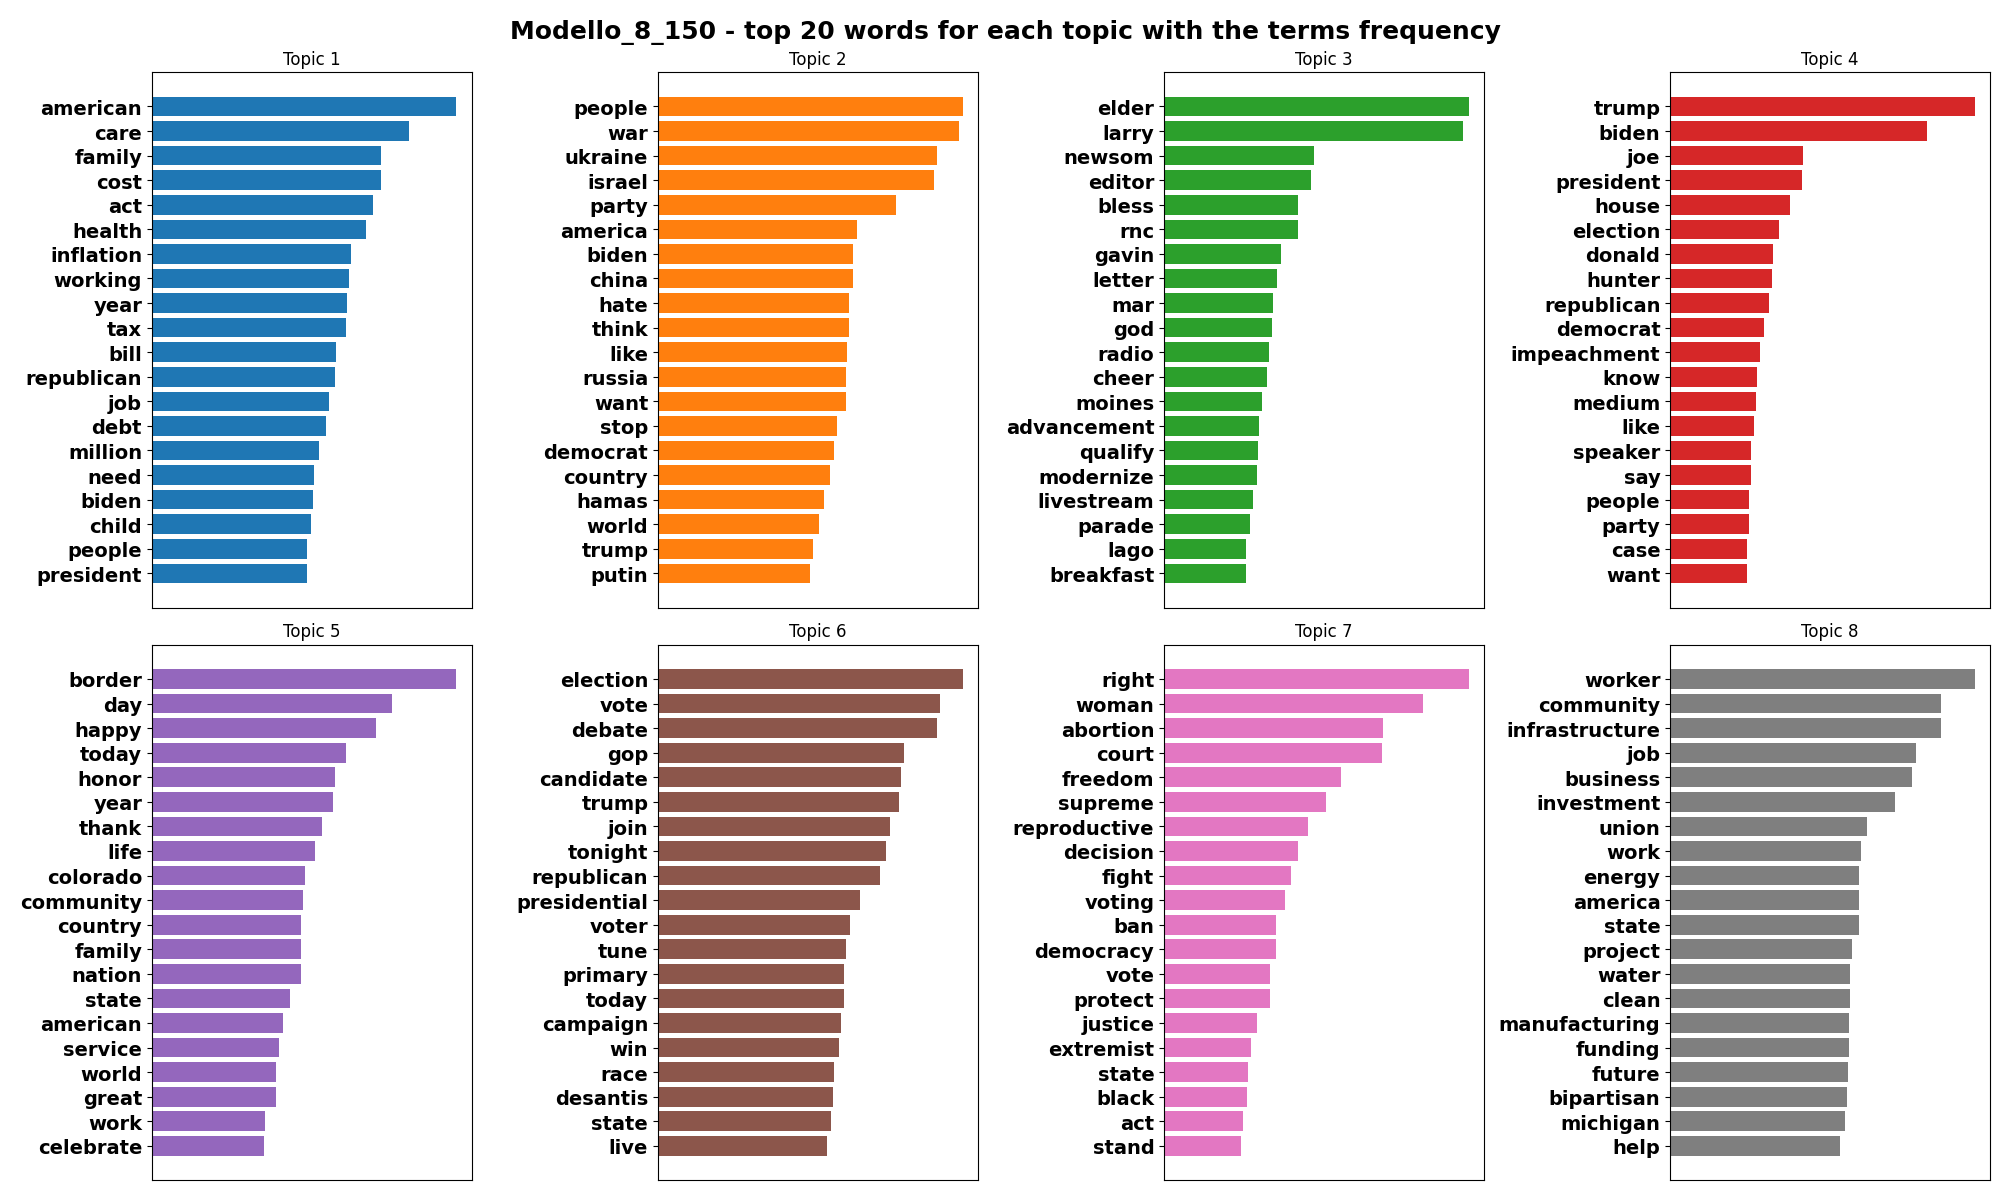 Modello_8_150 - top 20 words for each topic with the terms frequency
Topic 1
american
care
family
cost
act
health
inflation
working
year
tax
bill
republican
job
debt
million
need
biden
child
people
president
Topic 2
people
war
ukraine
israel
party
america
biden
china
hate
think
like
russia
want
stop
democrat
country
hamas
world
trump
putin
Topic 3
elder
larry
newsom
editor
bless
rnc
gavin
letter
mar
god
radio
cheer
moines
advancement
qualify
modernize
livestream
parade
lago
breakfast
Topic 4
trump
biden
joe
president
house
election
donald
hunter
republican
democrat
impeachment
know
medium
like
speaker
say
people
party
case
want
Topic 5
border
day
happy
today
honor
year
thank
life
colorado
community
country
family
nation
state
american
service
world
great
work
celebrate
Topic 6
election
vote
debate
gop
candidate
trump
join
tonight
republican
presidential
voter
tune
primary
today
campaign
win
race
desantis
state
live
Topic 7
right
woman
abortion
court
freedom
supreme
reproductive
decision
fight
voting
ban
democracy
vote
protect
justice
extremist
state
black
act
stand
Topic 8
worker
community
infrastructure
job
business
investment
union
work
energy
america
state
project
water
clean
manufacturing
funding
future
bipartisan
michigan
help